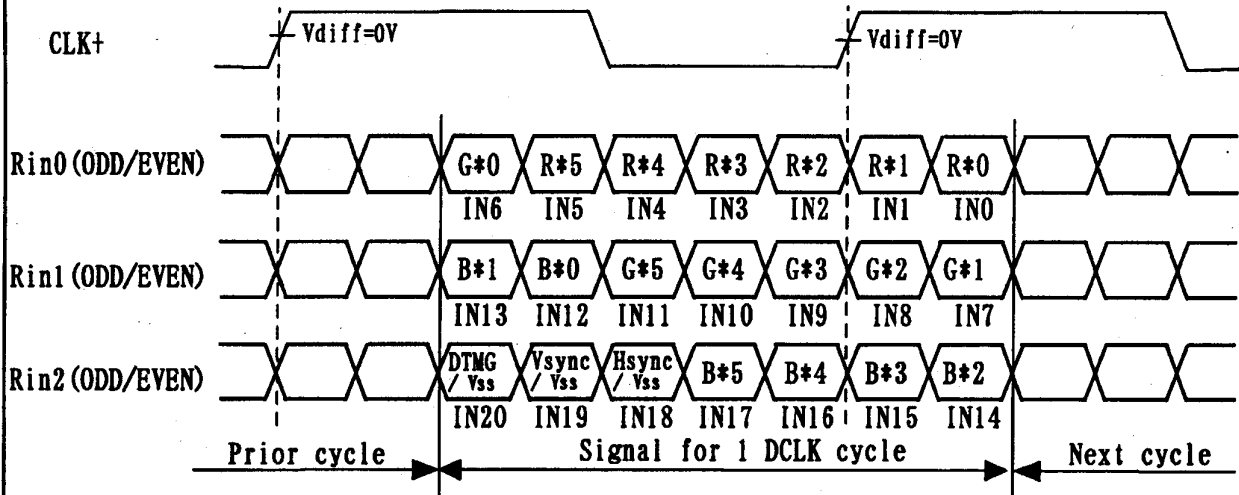 CLK+ Vdiff=0V Vdiff=0V
Rin0(ODD/EVEN) G*0 R*5 R*4 R*3 R*2 R*1 R*0
IN6 IN5 IN4 IN3 IN2 IN1 IN0
Rin1(ODD/EVEN) B*1 B*0 G*5 G*4 G*3 G*2 G*1
IN13 IN12 IN11 IN10 IN9 IN8 IN7
Rin2(ODD/EVEN) DTMG / Vss Vsync / Vss Hsync / Vss B*5 B*4 B*3 B*2
IN20 IN19 IN18 IN17 IN16 IN15 IN14
Prior cycle Signal for 1 DCLK cycle Next cycle